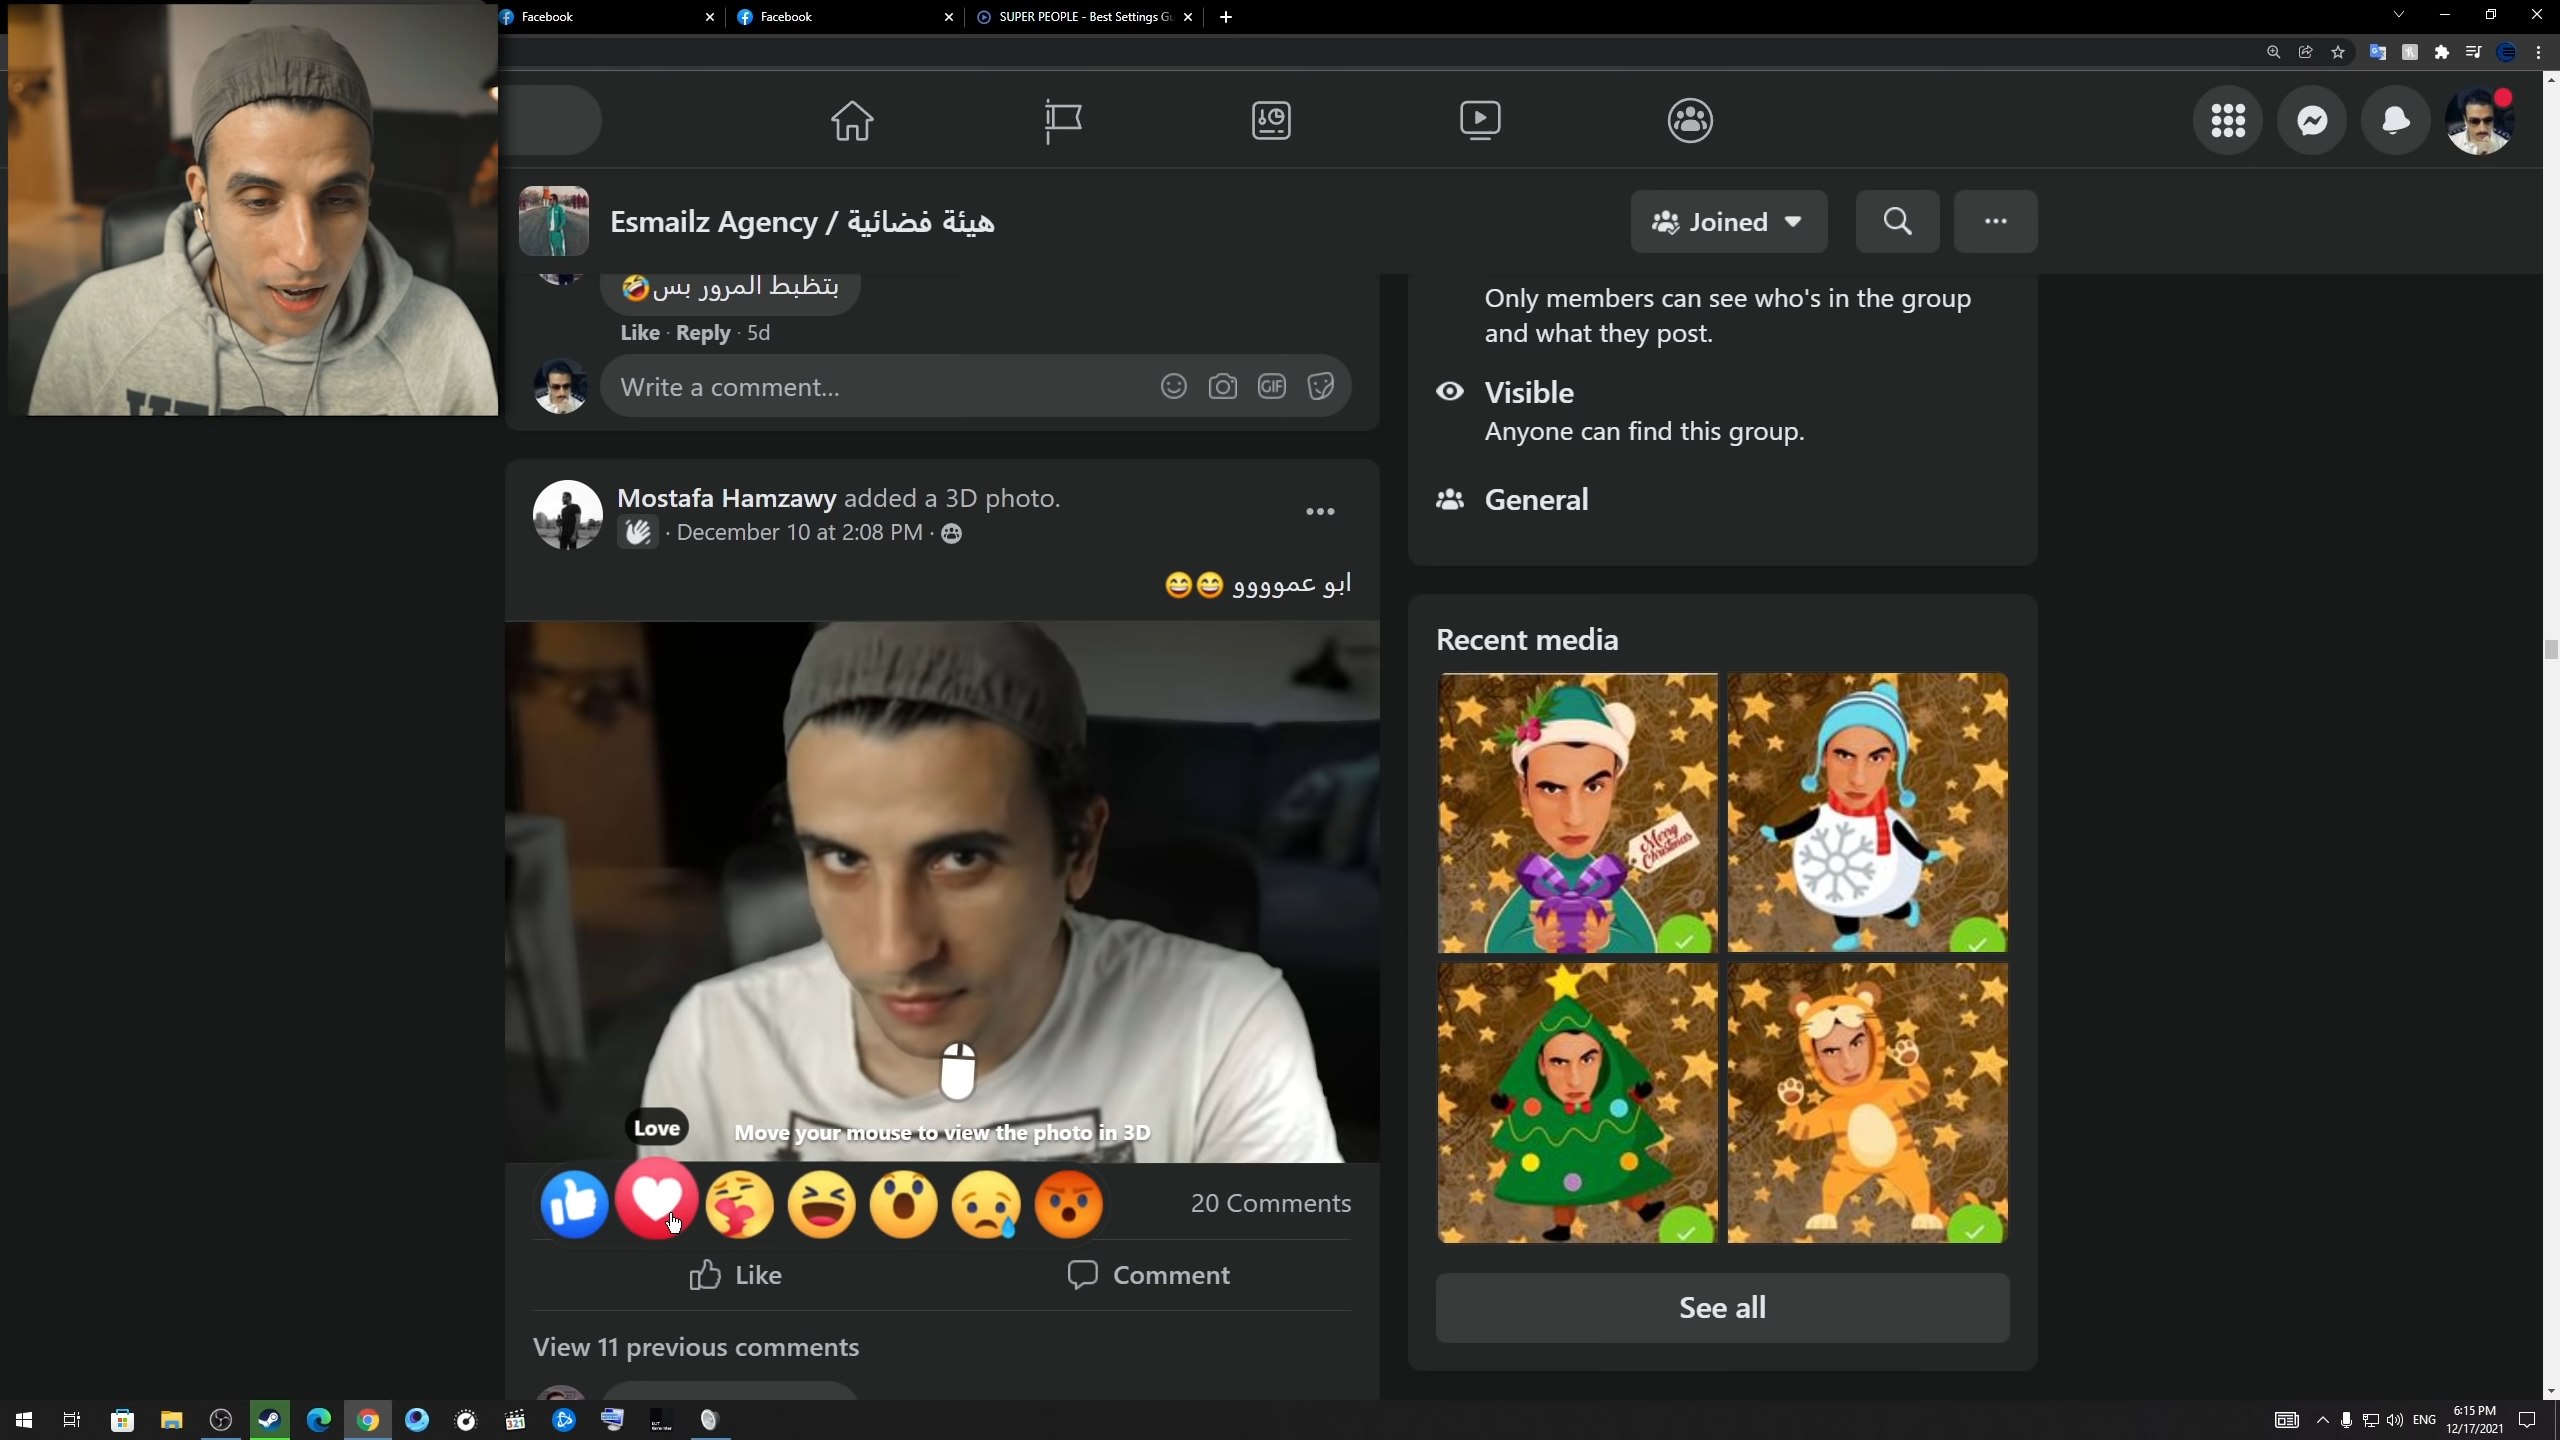 Facebook
Facebook
SUPER PEOPLE - Best Settings Gu
Esmailz Agency / هيئة فضائية
Joined
بتظبط المرور بس🤣
Like · Reply · 5d
Write a comment...
GIF
Only members can see who's in the group
and what they post.
Visible
Anyone can find this group.
General
Mostafa Hamzawy added a 3D photo.
· December 10 at 2:08 PM ·
ابو عمووووو 😄😄
Love
Move your mouse to view the photo in 3D
20 Comments
Like
Comment
View 11 previous comments
Recent media
Merry
Christmas
See all
321
ENG
6:15 PM
12/17/2021